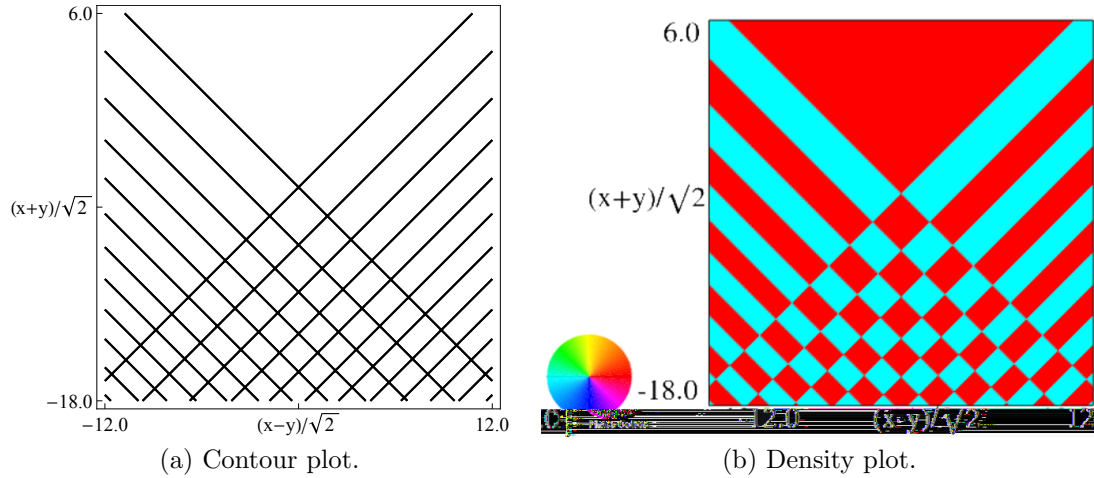 6.0
(x+y)/√2
−18.0
−12.0
(x−y)/√2
12.0
(a) Contour plot.
6.0
(x+y)/√2
-18.0
12.0
(x-y)/√2
12
(b) Density plot.